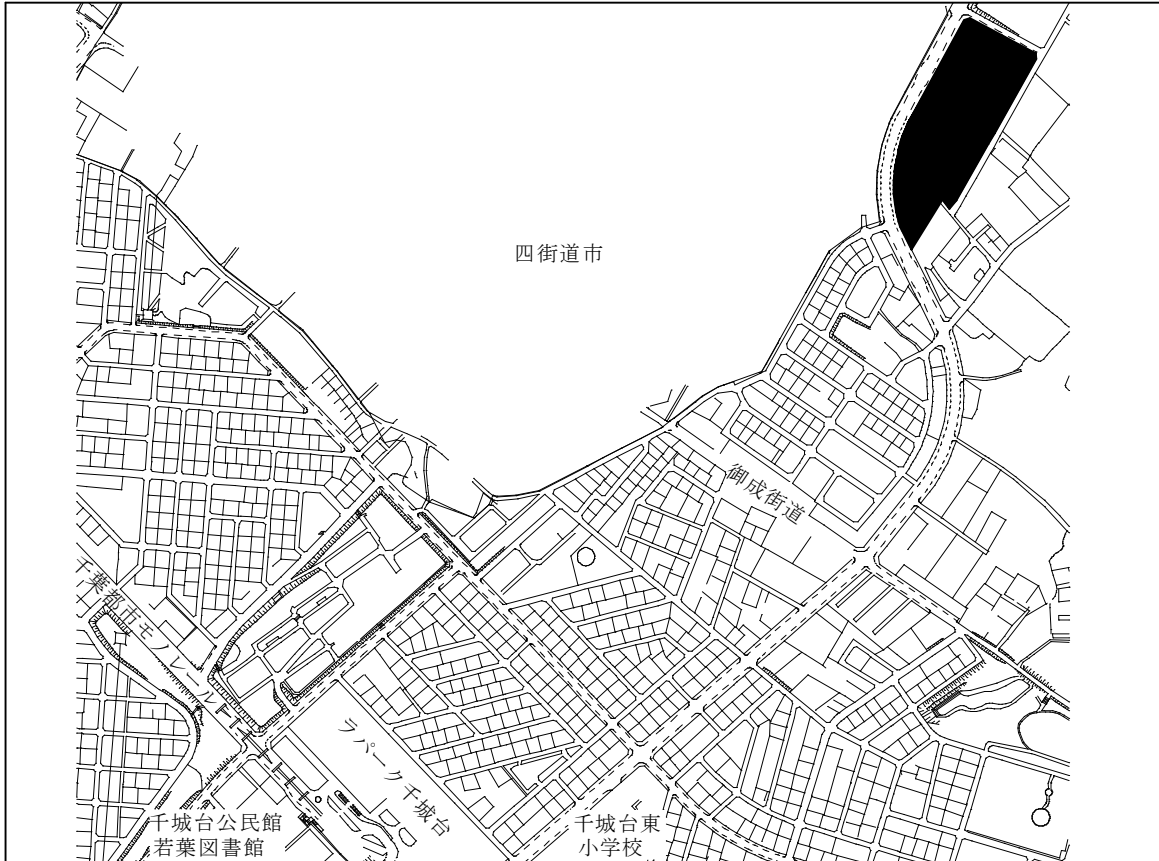 四街道市
御成街道
千葉都市モノレール
ラパーク千城台
千城台公民館
若葉図書館
千城台東
小学校